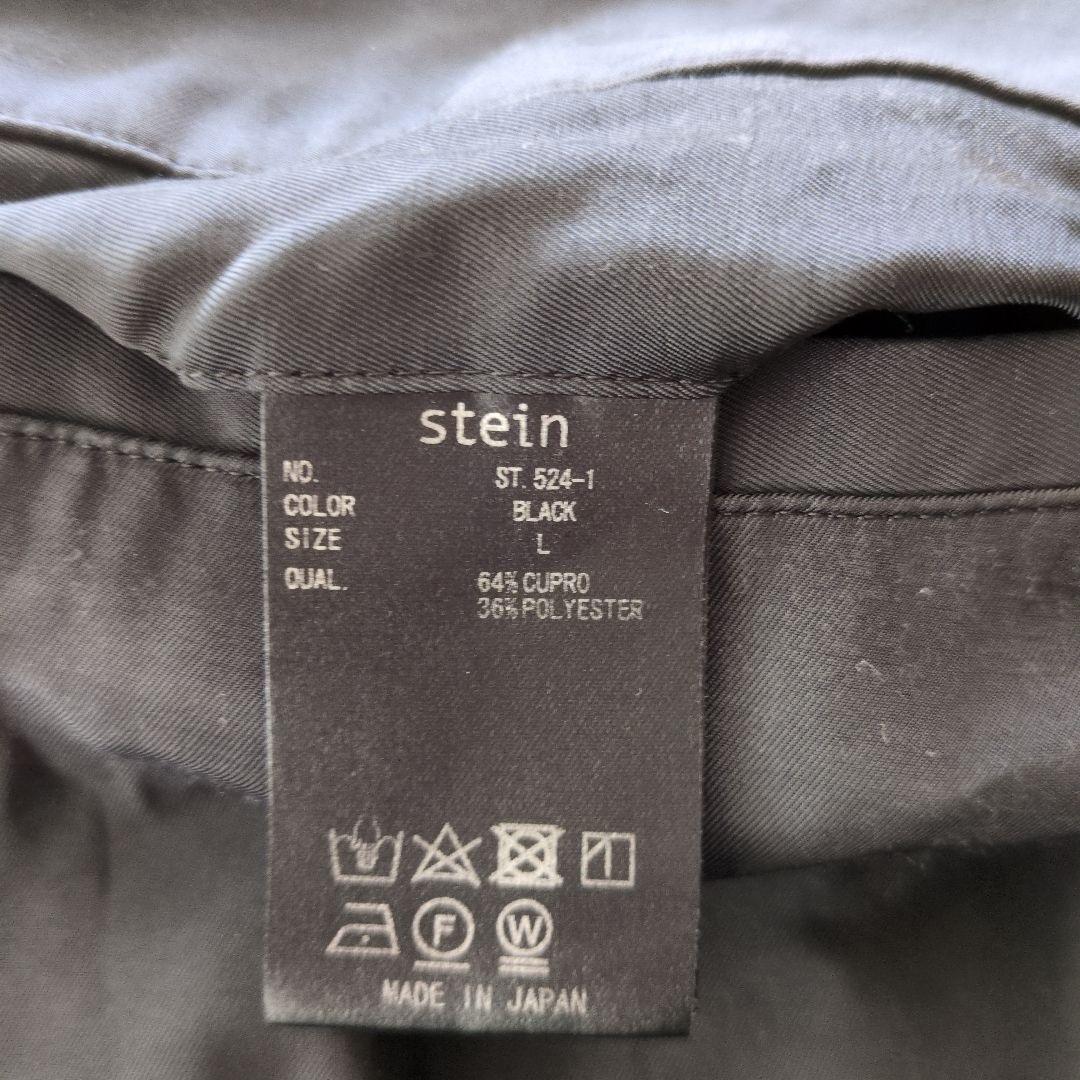 stein
NO. ST. 524-1
COLOR BLACK
SIZE L
QUAL. 64% CUPRO
36% POLYESTER
F W
MADE IN JAPAN